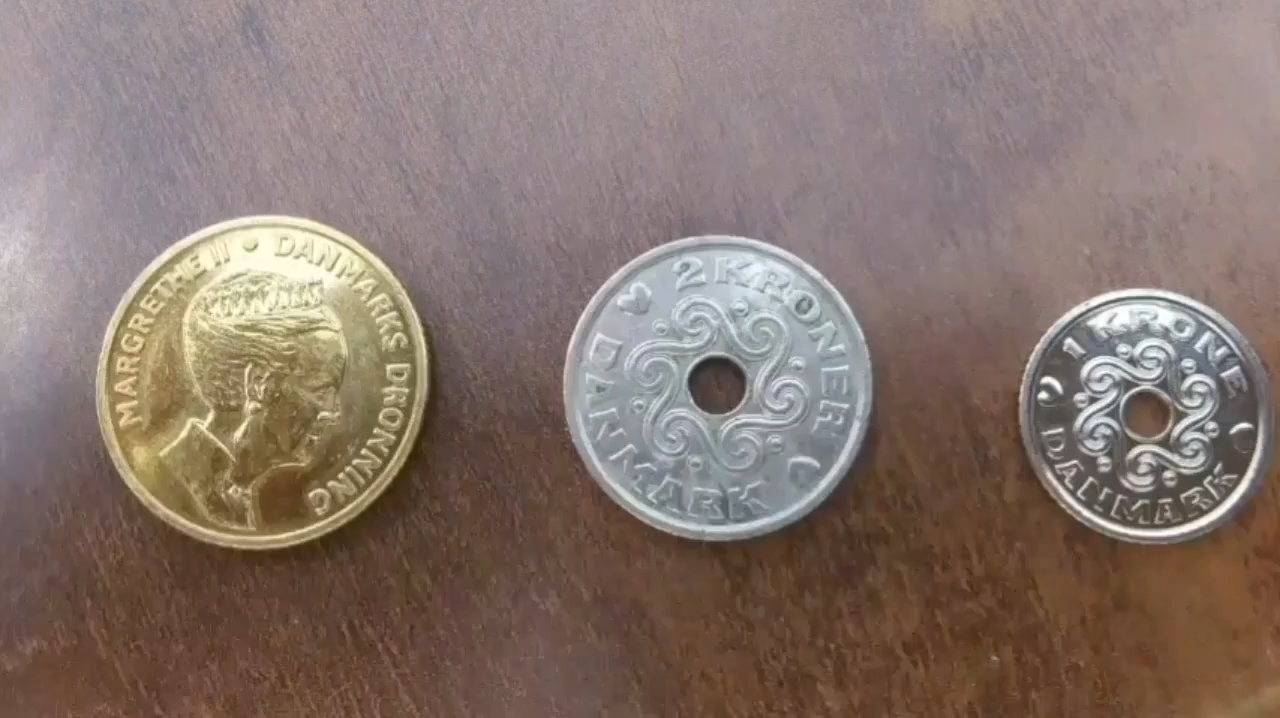 MARGRETHE II • DANMARKS DRONNING
2 KRONER
DANMARK
1 KRONE
DANMARK